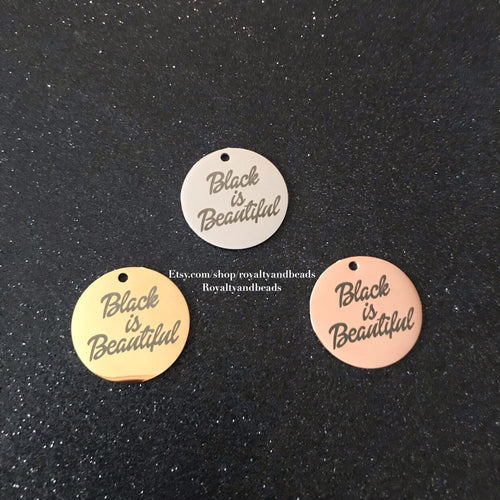 Black
is
Beautiful
Etsy.com/shop/royaltyandbeads
Royaltyandbeads
Black
is
Beautiful
Black
is
Beautiful